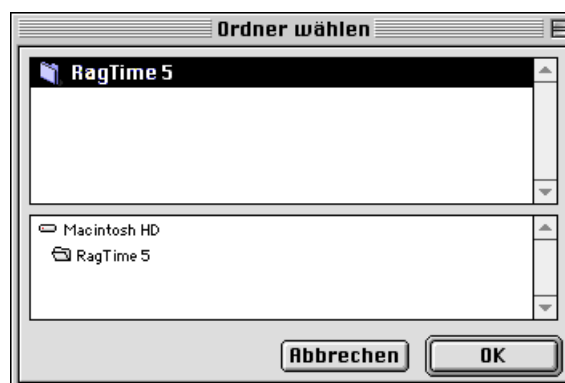 Ordner wählen
RagTime 5
Macintosh HD
RagTime 5
Abbrechen
OK